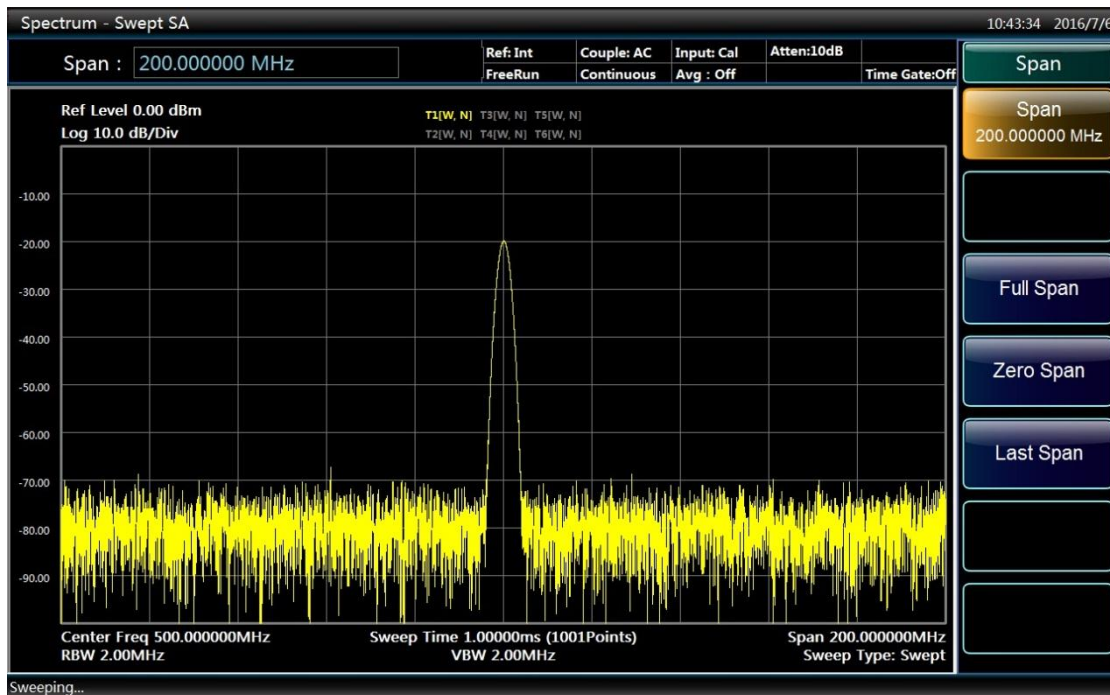 Spectrum - Swept SA
10:43:34 2016/7/6
Span : 200.000000 MHz
Ref: Int Couple: AC Input: Cal Atten:10dB
FreeRun Continuous Avg : Off Time Gate:Off
Span
Ref Level 0.00 dBm
Log 10.0 dB/Div
T1[W, N] T3[W, N] T5[W, N]
T2[W, N] T4[W, N] T6[W, N]
Span
200.000000 MHz
Full Span
Zero Span
Last Span
-10.00
-20.00
-30.00
-40.00
-50.00
-60.00
-70.00
-80.00
-90.00
Center Freq 500.000000MHz Sweep Time 1.00000ms (1001Points) Span 200.000000MHz
RBW 2.00MHz VBW 2.00MHz Sweep Type: Swept
Sweeping...